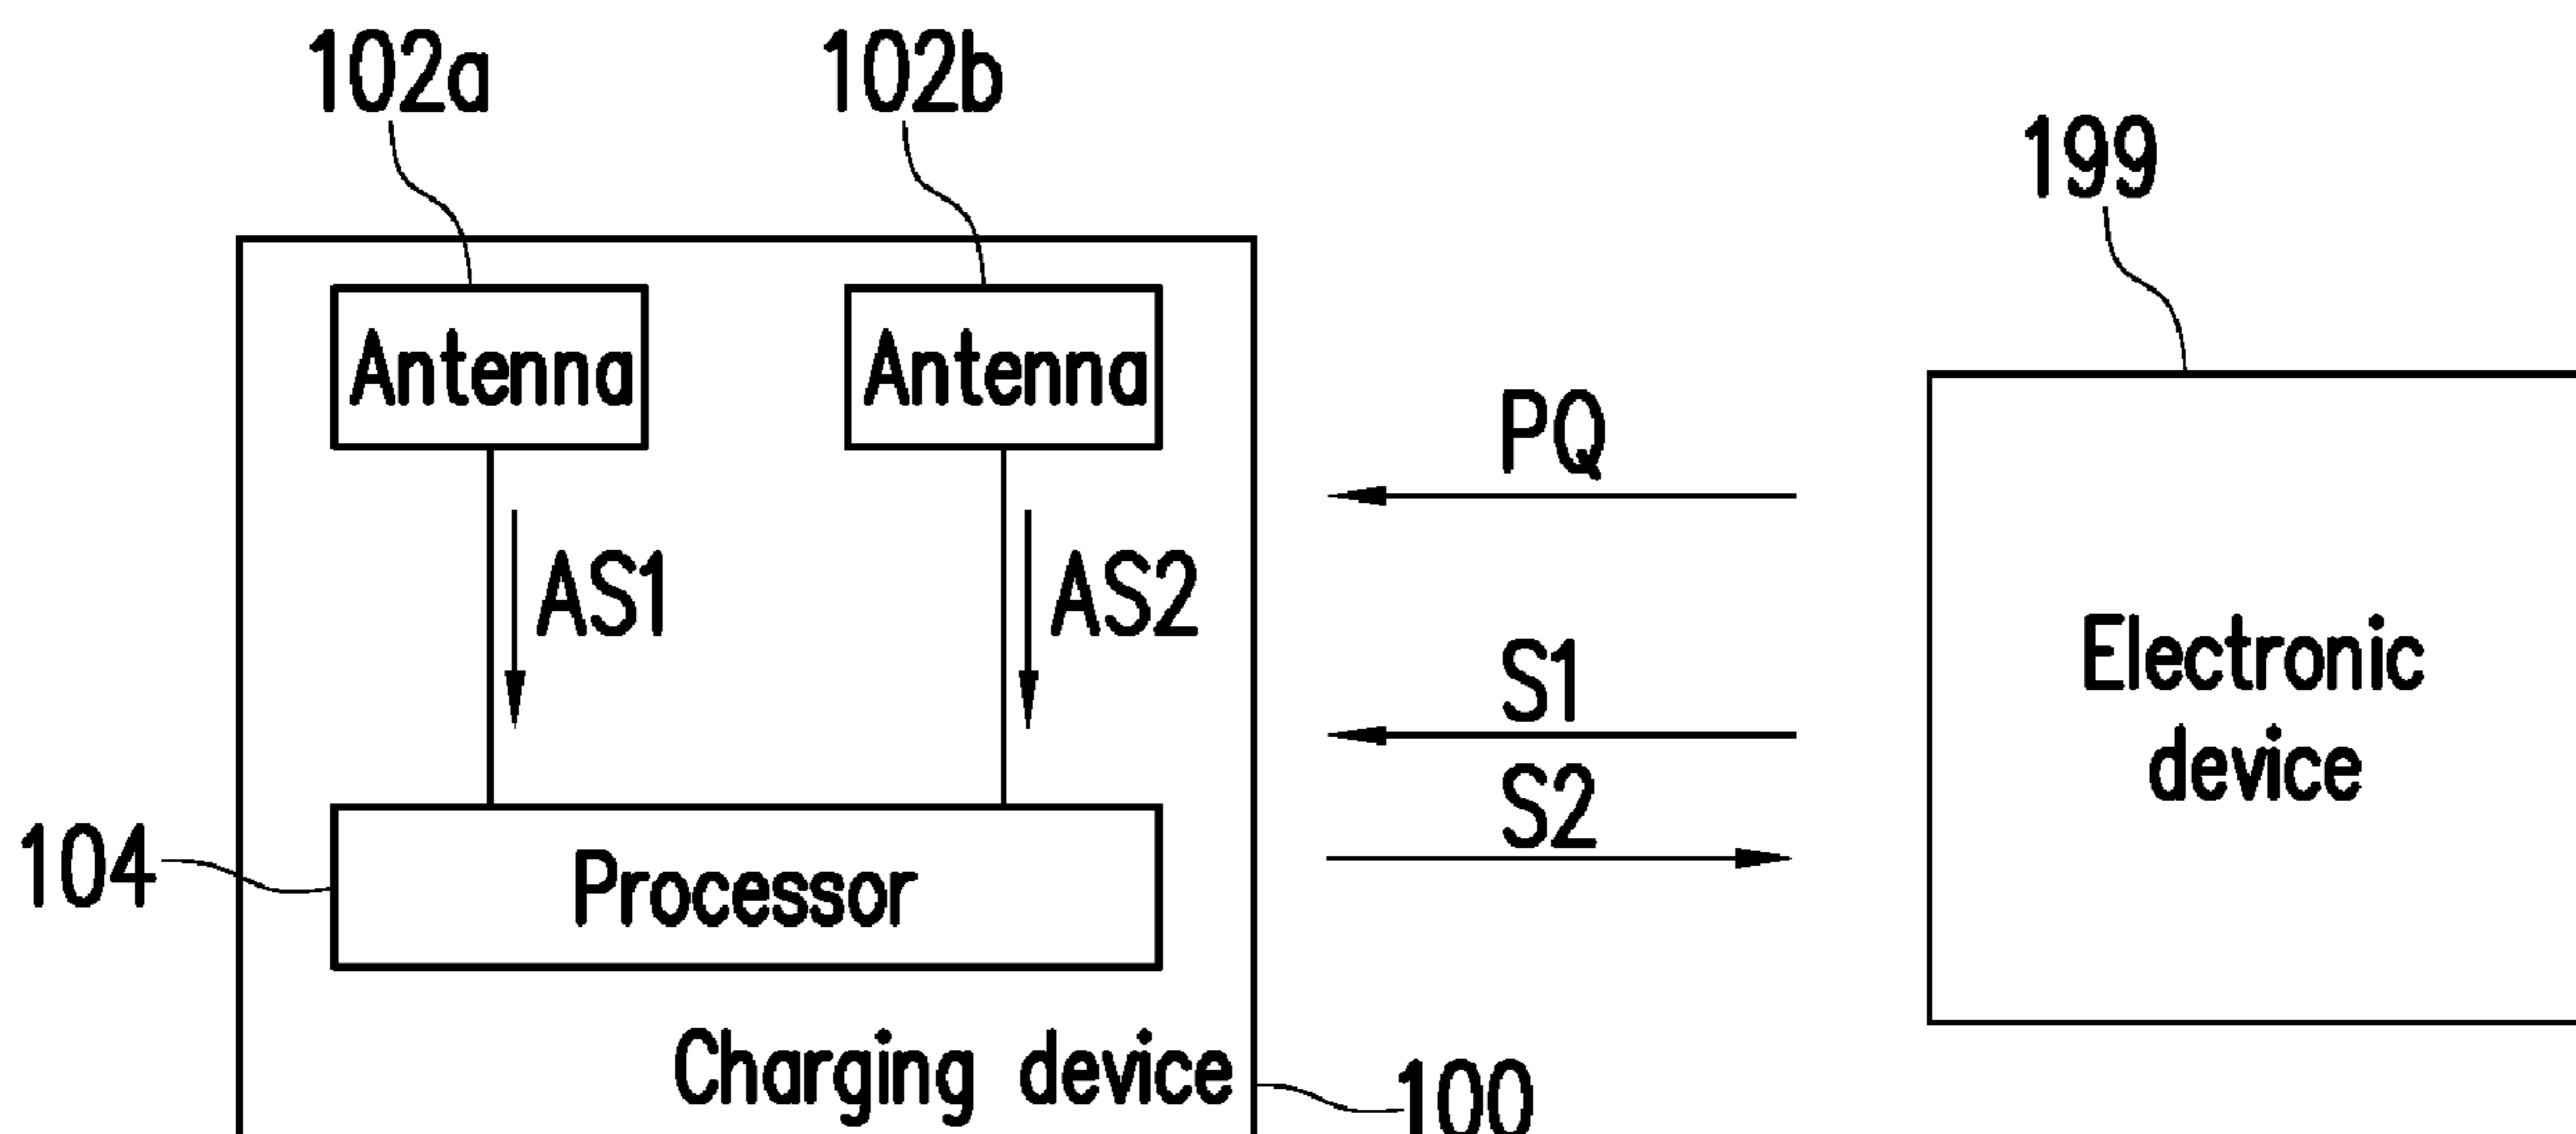 102a
102b
199
Antenna
Antenna
PQ
AS1
AS2
S1
Electronic
device
S2
104
Processor
Charging device
100